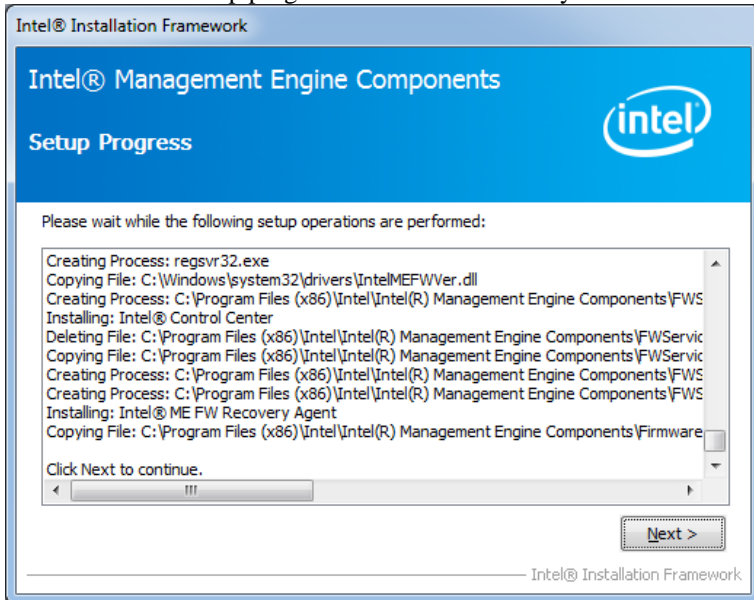 Intel® Installation Framework
Intel® Management Engine Components
Setup Progress
intel
Please wait while the following setup operations are performed:
Creating Process: regsvr32.exe
Copying File: C:\Windows\system32\drivers\IntelMEFWVer.dll
Creating Process: C:\Program Files (x86)\Intel\Intel(R) Management Engine Components\FWS
Installing: Intel® Control Center
Deleting File: C:\Program Files (x86)\Intel\Intel(R) Management Engine Components\FWServic
Copying File: C:\Program Files (x86)\Intel\Intel(R) Management Engine Components\FWServic
Creating Process: C:\Program Files (x86)\Intel\Intel(R) Management Engine Components\FWS
Creating Process: C:\Program Files (x86)\Intel\Intel(R) Management Engine Components\FWS
Installing: Intel® ME FW Recovery Agent
Copying File: C:\Program Files (x86)\Intel\Intel(R) Management Engine Components\Firmware
Click Next to continue.
Next >
Intel® Installation Framework